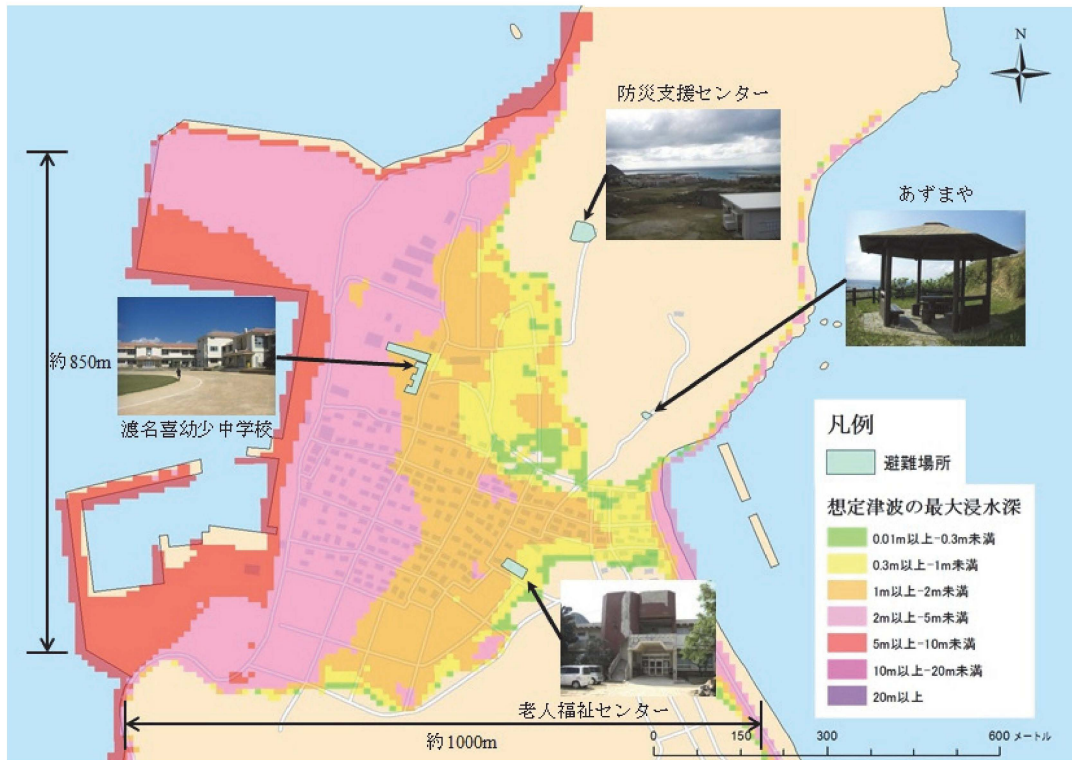 N
防災支援センター
あずまや
約850m
渡名喜幼少中学校
凡例
避難場所
想定津波の最大浸水深
0.01m以上-0.3m未満
0.3m以上-1m未満
1m以上-2m未満
2m以上-5m未満
5m以上-10m未満
10m以上-20m未満
20m以上
老人福祉センター
約1000m
0 150 300 600 メートル